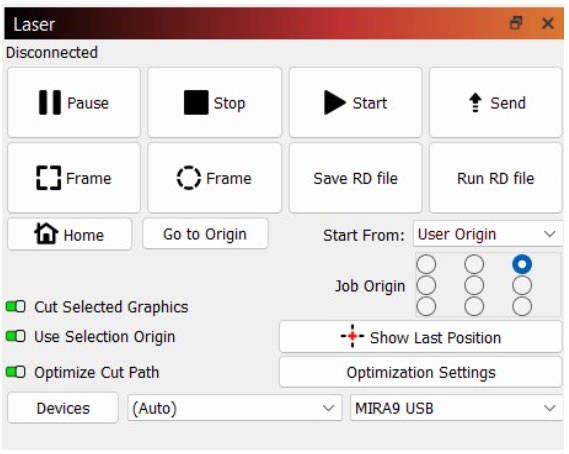 Laser
Disconnected
Pause Stop Start Send
Frame Frame Save RD file Run RD file
Home Go to Origin Start From: User Origin
Job Origin
Cut Selected Graphics
Use Selection Origin Show Last Position
Optimize Cut Path Optimization Settings
Devices (Auto) MIRA9 USB